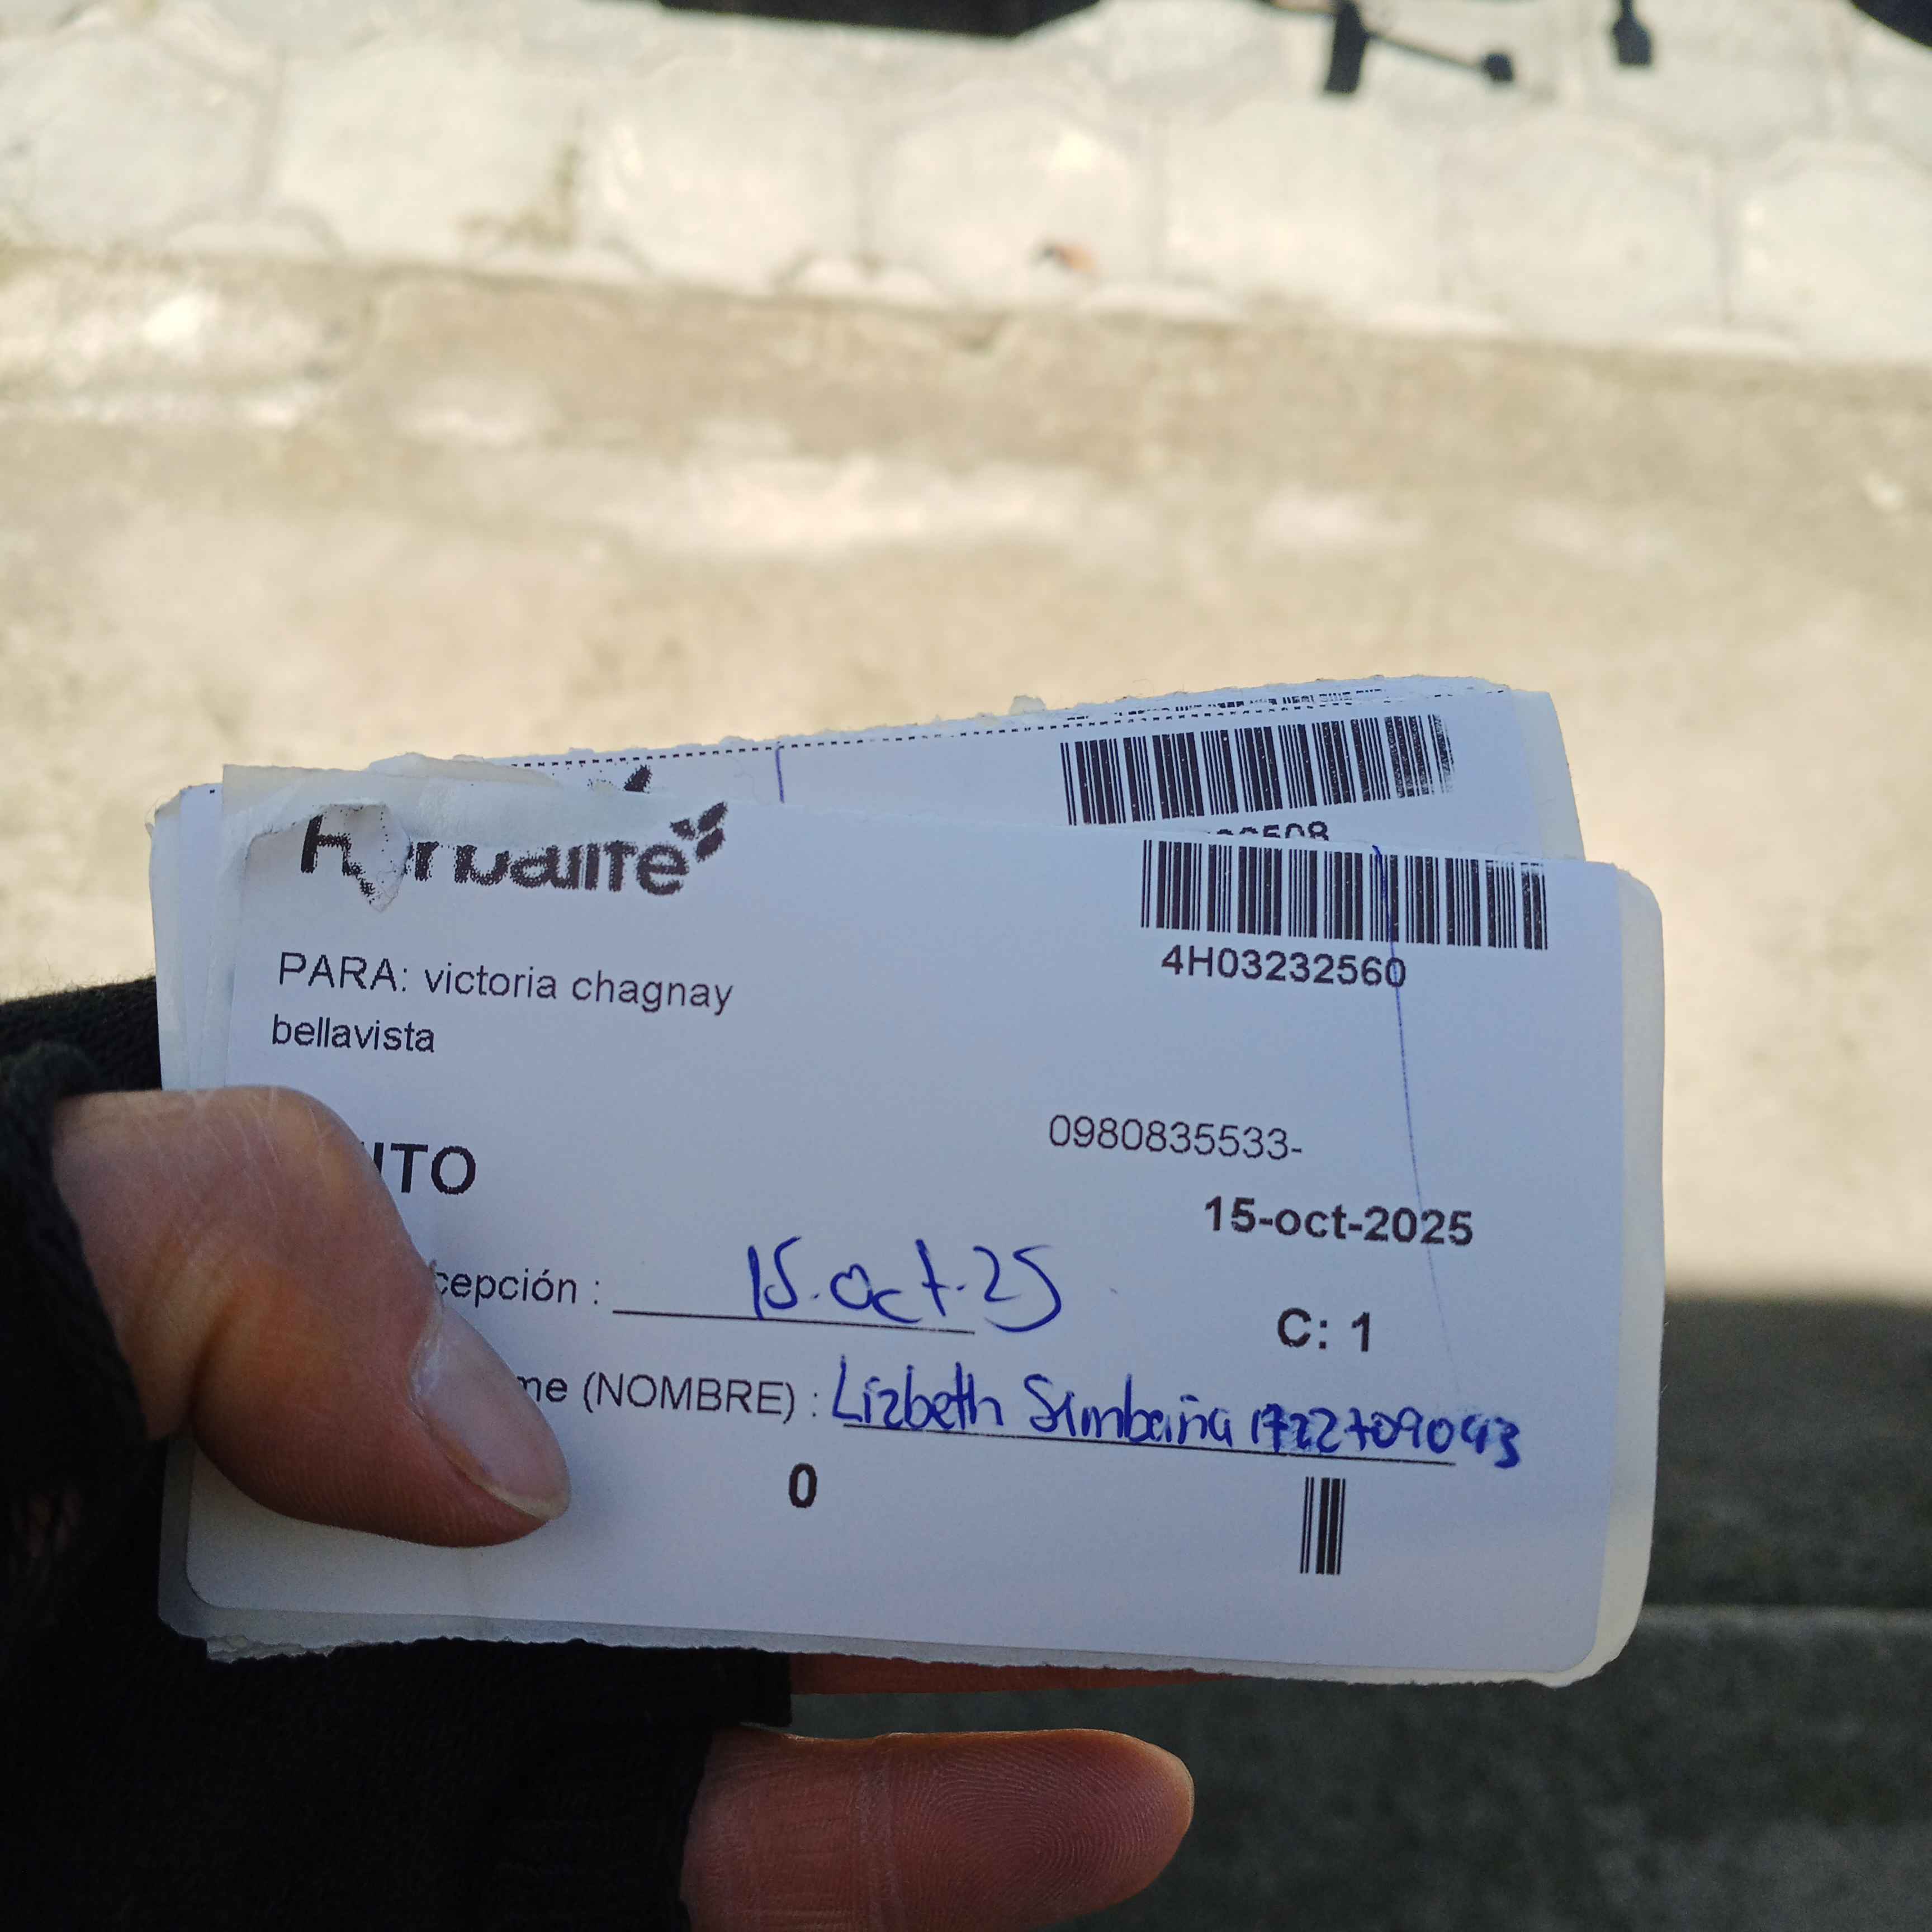 Herbalife
PARA: victoria chagnay
bellavista
4H03232560
0980835533-
ITO
15-oct-2025
cepción : 15.oct.25
C: 1
me (NOMBRE) : Lizbeth Simbaña 1722709093
0